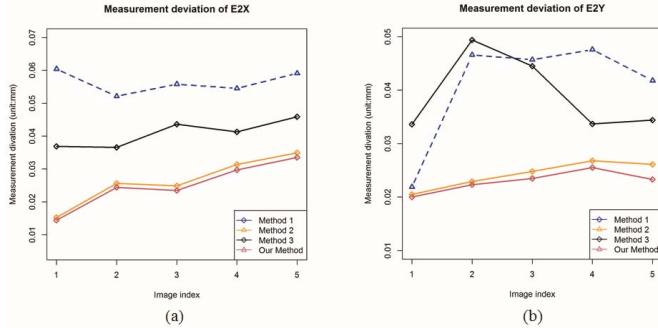 Measurement deviation of E2X
Measurement divation (unit:mm)
0.07
0.06
0.05
0.04
0.03
0.02
0.01
1 2 3 4 5
Image index
Method 1
Method 2
Method 3
Our Method
(a)
Measurement deviation of E2Y
Measurement divation (unit:mm)
0.05
0.04
0.03
0.02
0.01
1 2 3 4 5
Image index
Method 1
Method 2
Method 3
Our Method
(b)